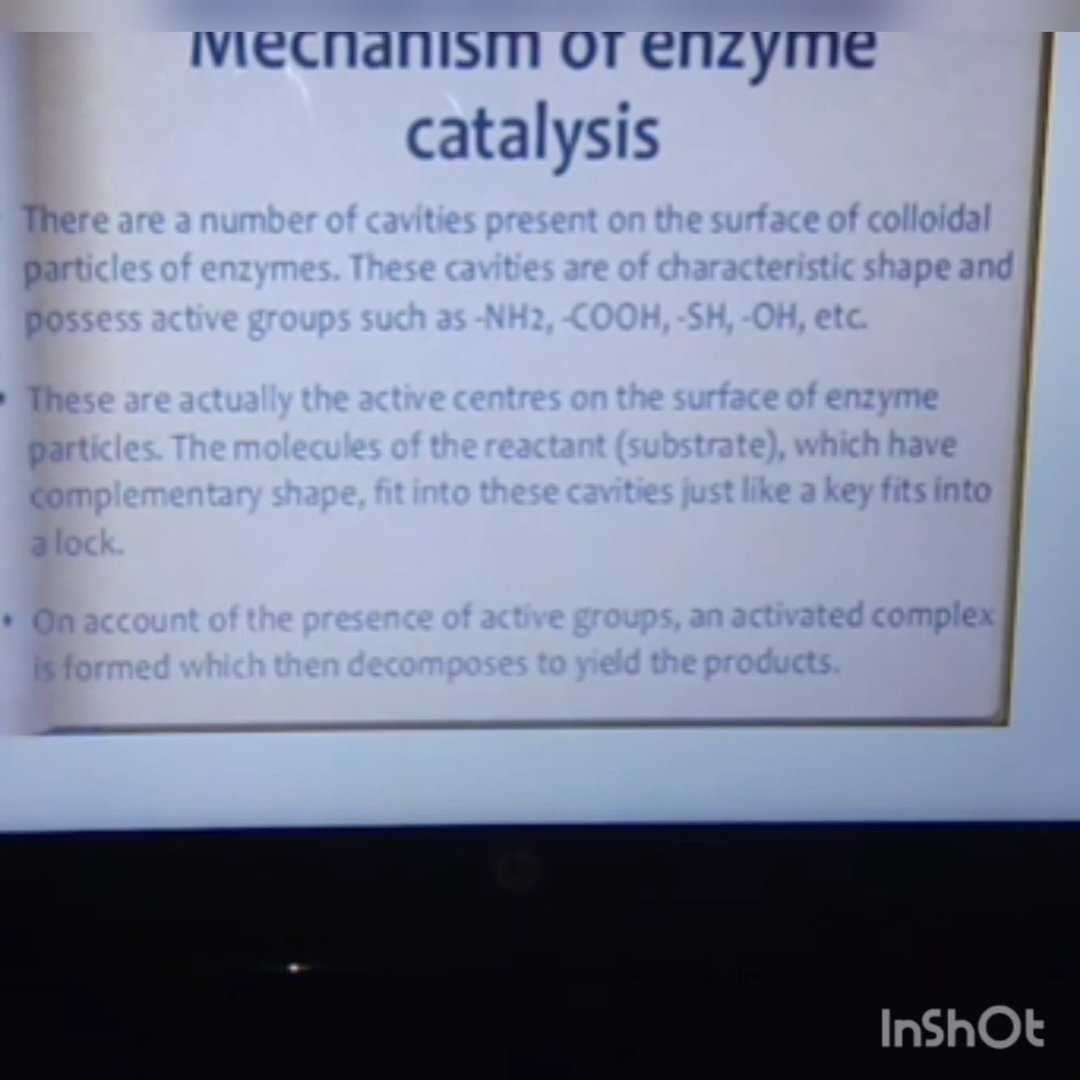 Mechanism of enzyme
catalysis
There are a number of cavities present on the surface of colloidal
particles of enzymes. These cavities are of characteristic shape and
possess active groups such as -NH2, -COOH, -SH, -OH, etc.
• These are actually the active centres on the surface of enzyme
particles. The molecules of the reactant (substrate), which have
complementary shape, fit into these cavities just like a key fits into
a lock.
• On account of the presence of active groups, an activated complex
is formed which then decomposes to yield the products.
InShOt